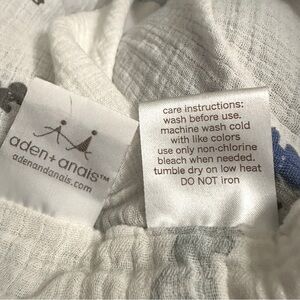 aden+anais™
adenandanais.com
care instructions:
wash before use.
machine wash cold
with like colors
use only non-chlorine
bleach when needed.
tumble dry on low heat
DO NOT iron